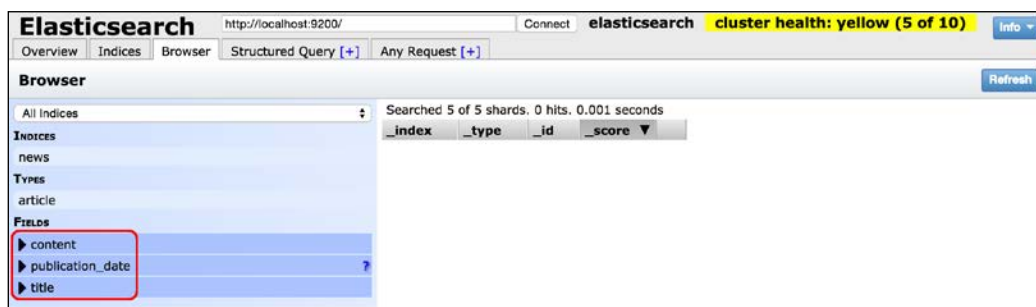 Elasticsearch http://localhost:9200/ Connect elasticsearch cluster health: yellow (5 of 10) Info
Overview Indices Browser Structured Query [+] Any Request [+]
Browser Refresh
All Indices Searched 5 of 5 shards. 0 hits. 0.001 seconds
_index _type _id _score ▼
INDICES
news
TYPES
article
FIELDS
content
publication_date ?
title